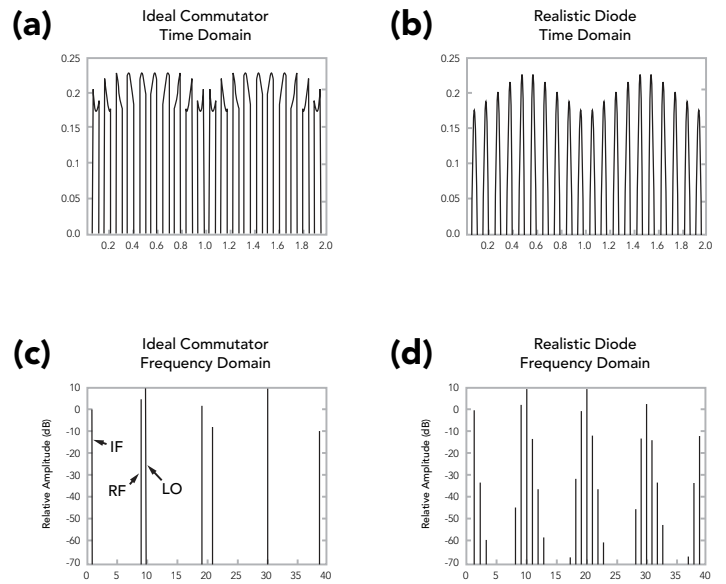 (a)
Ideal Commutator
Time Domain
0.25
0.2
0.15
0.1
0.05
0.0
0.2 0.4 0.6 0.8 1.0 1.2 1.4 1.6 1.8 2.0
(b)
Realistic Diode
Time Domain
0.25
0.2
0.15
0.1
0.05
0.0
0.2 0.4 0.6 0.8 1.0 1.2 1.4 1.6 1.8 2.0
(c)
Ideal Commutator
Frequency Domain
Relative Amplitude (dB)
10
0
-10
-20
-30
-40
-50
-60
-70
IF
RF
LO
0 5 10 15 20 25 30 35 40
(d)
Realistic Diode
Frequency Domain
Relative Amplitude (dB)
10
0
-10
-20
-30
-40
-50
-60
-70
0 5 10 15 20 25 30 35 40